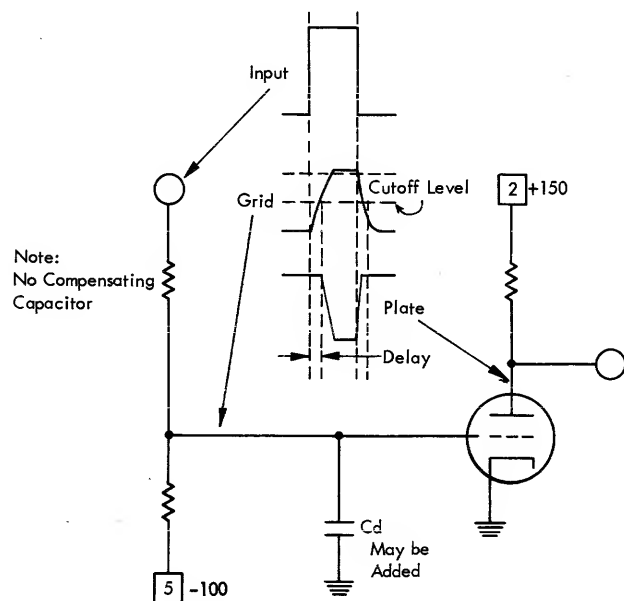 Input
Cutoff Level
2 +150
Grid
Note:
No Compensating
Capacitor
Plate
Delay
Cd
May be
Added
5 -100